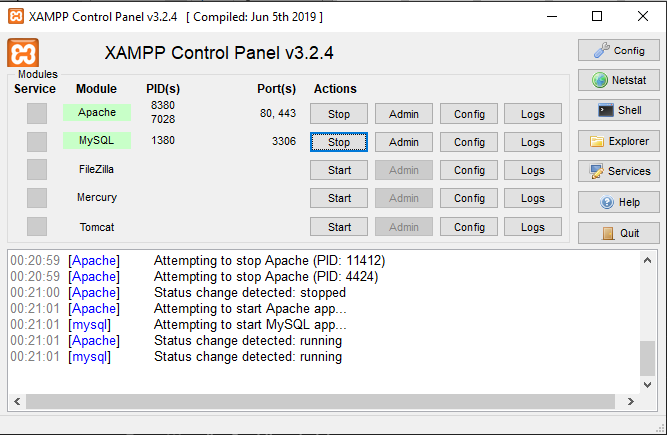 XAMPP Control Panel v3.2.4 [ Compiled: Jun 5th 2019 ]
XAMPP Control Panel v3.2.4
Config
Modules
Service Module PID(s) Port(s) Actions
Netstat
Apache 8380 7028 80, 443 Stop Admin Config Logs
Shell
MySQL 1380 3306 Stop Admin Config Logs
Explorer
FileZilla Start Admin Config Logs
Services
Mercury Start Admin Config Logs
Help
Tomcat Start Admin Config Logs
Quit
00:20:59 [Apache] Attempting to stop Apache (PID: 11412)
00:20:59 [Apache] Attempting to stop Apache (PID: 4424)
00:21:00 [Apache] Status change detected: stopped
00:21:01 [Apache] Attempting to start Apache app...
00:21:01 [mysql] Attempting to start MySQL app...
00:21:01 [Apache] Status change detected: running
00:21:01 [mysql] Status change detected: running